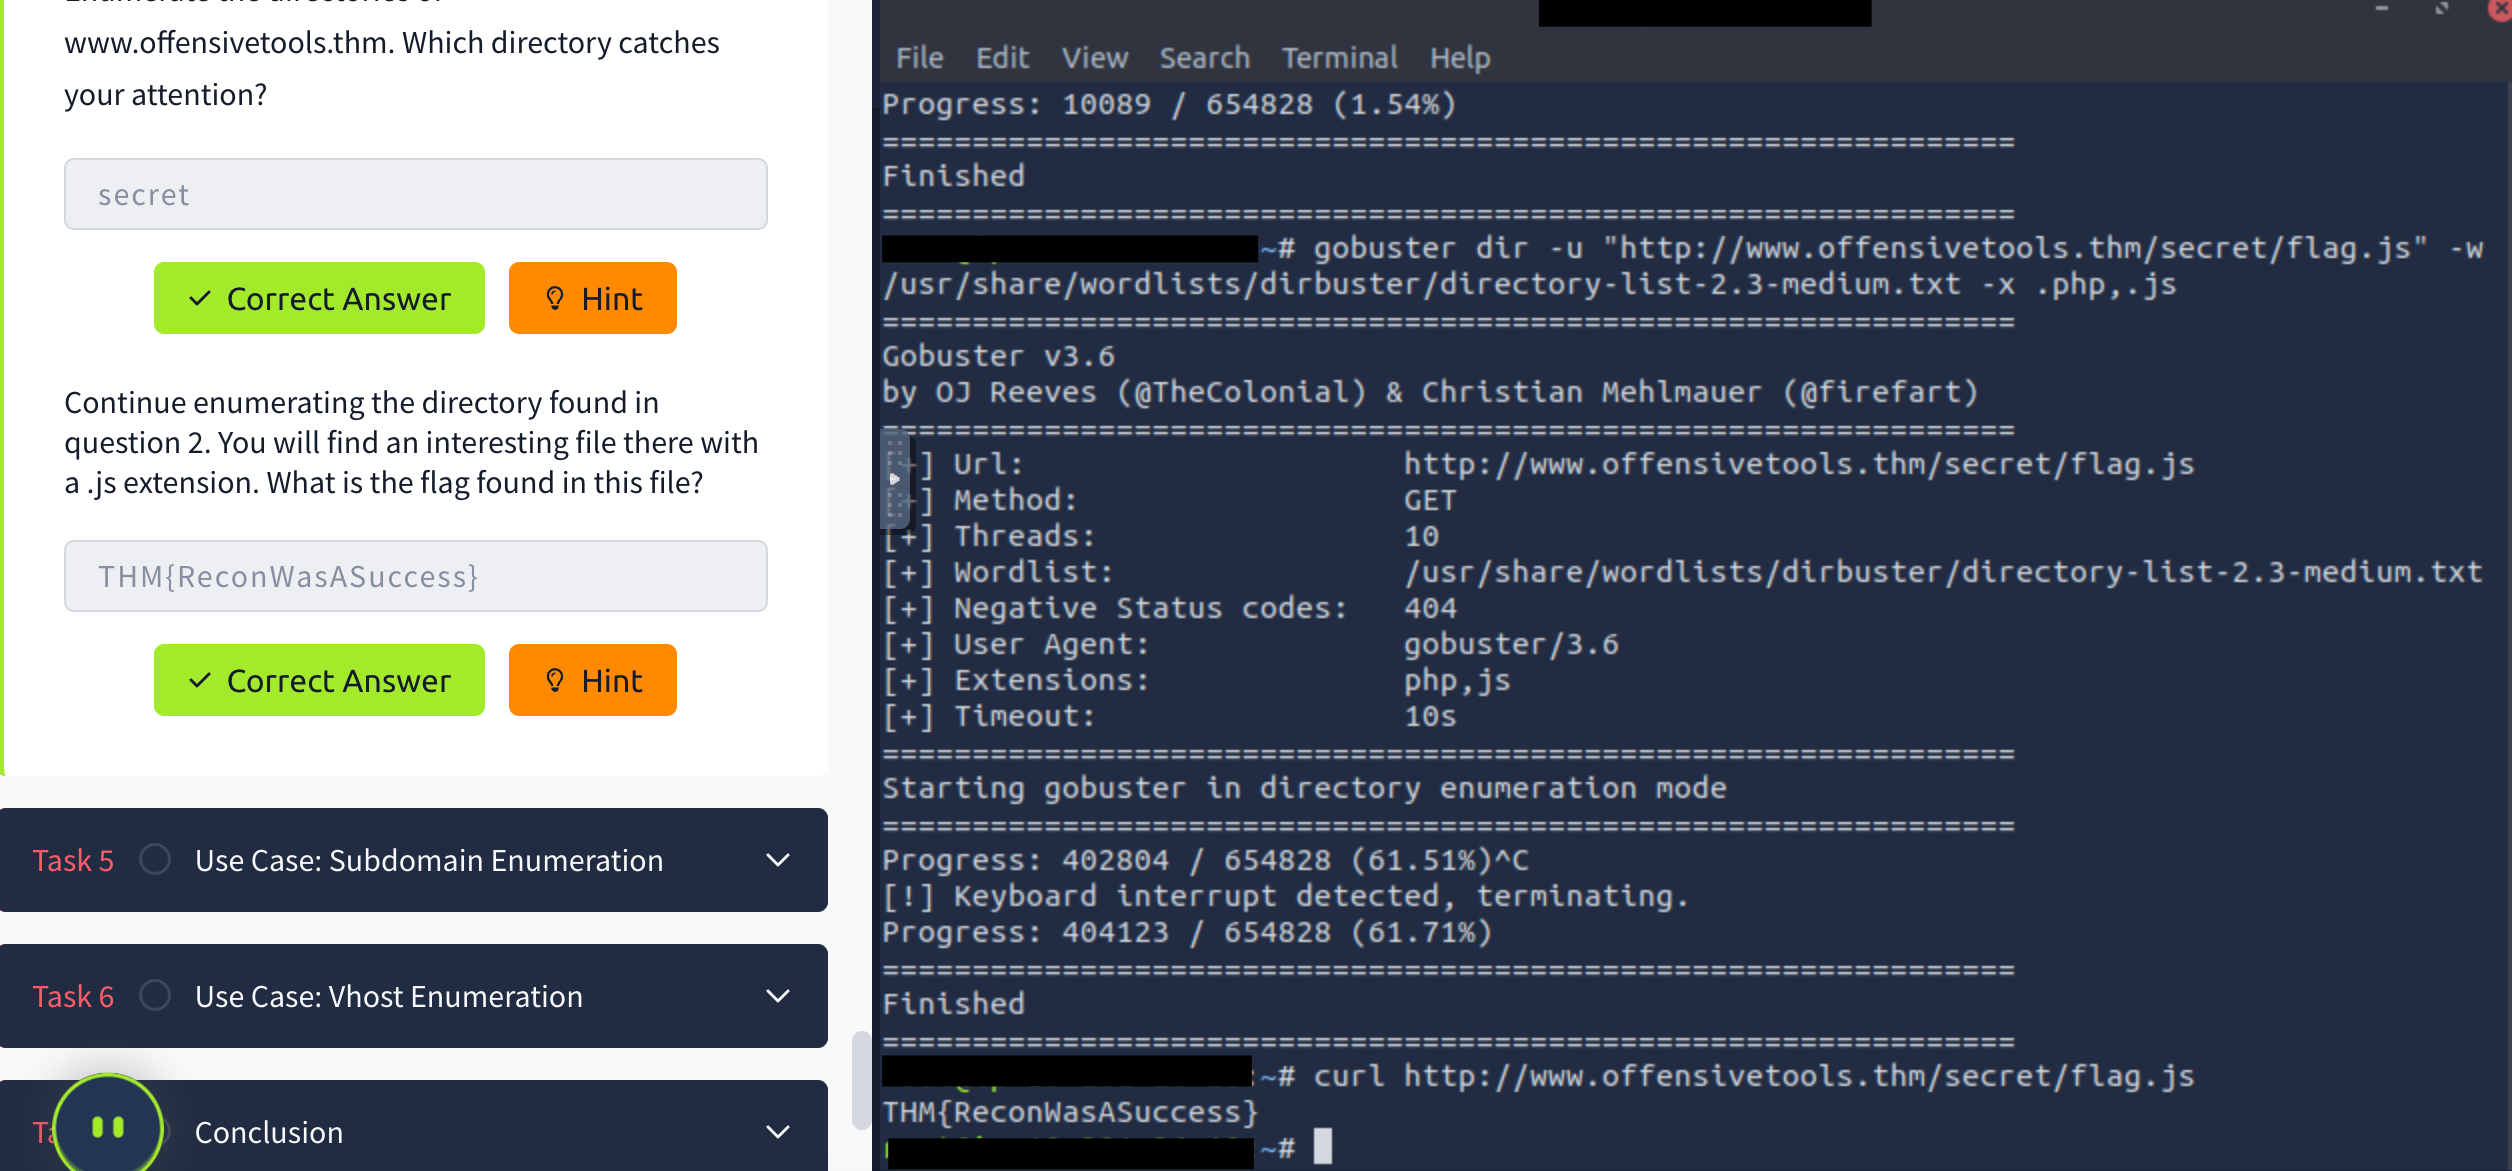 www.offensivetools.thm. Which directory catches
your attention?
secret
Correct Answer
Hint
Continue enumerating the directory found in
question 2. You will find an interesting file there with
a .js extension. What is the flag found in this file?
THM{ReconWasASuccess}
Correct Answer
Hint
Task 5 Use Case: Subdomain Enumeration
Task 6 Use Case: Vhost Enumeration
Conclusion
File Edit View Search Terminal Help
Progress: 10089 / 654828 (1.54%)
===============================================================
Finished
===============================================================
~# gobuster dir -u "http://www.offensivetools.thm/secret/flag.js" -w
/usr/share/wordlists/dirbuster/directory-list-2.3-medium.txt -x .php,.js
===============================================================
Gobuster v3.6
by OJ Reeves (@TheColonial) & Christian Mehlmauer (@firefart)
===============================================================
[+] Url: http://www.offensivetools.thm/secret/flag.js
[+] Method: GET
[+] Threads: 10
[+] Wordlist: /usr/share/wordlists/dirbuster/directory-list-2.3-medium.txt
[+] Negative Status codes: 404
[+] User Agent: gobuster/3.6
[+] Extensions: php,js
[+] Timeout: 10s
===============================================================
Starting gobuster in directory enumeration mode
===============================================================
Progress: 402804 / 654828 (61.51%)^C
[!] Keyboard interrupt detected, terminating.
Progress: 404123 / 654828 (61.71%)
===============================================================
Finished
===============================================================
:~# curl http://www.offensivetools.thm/secret/flag.js
THM{ReconWasASuccess}
:~#